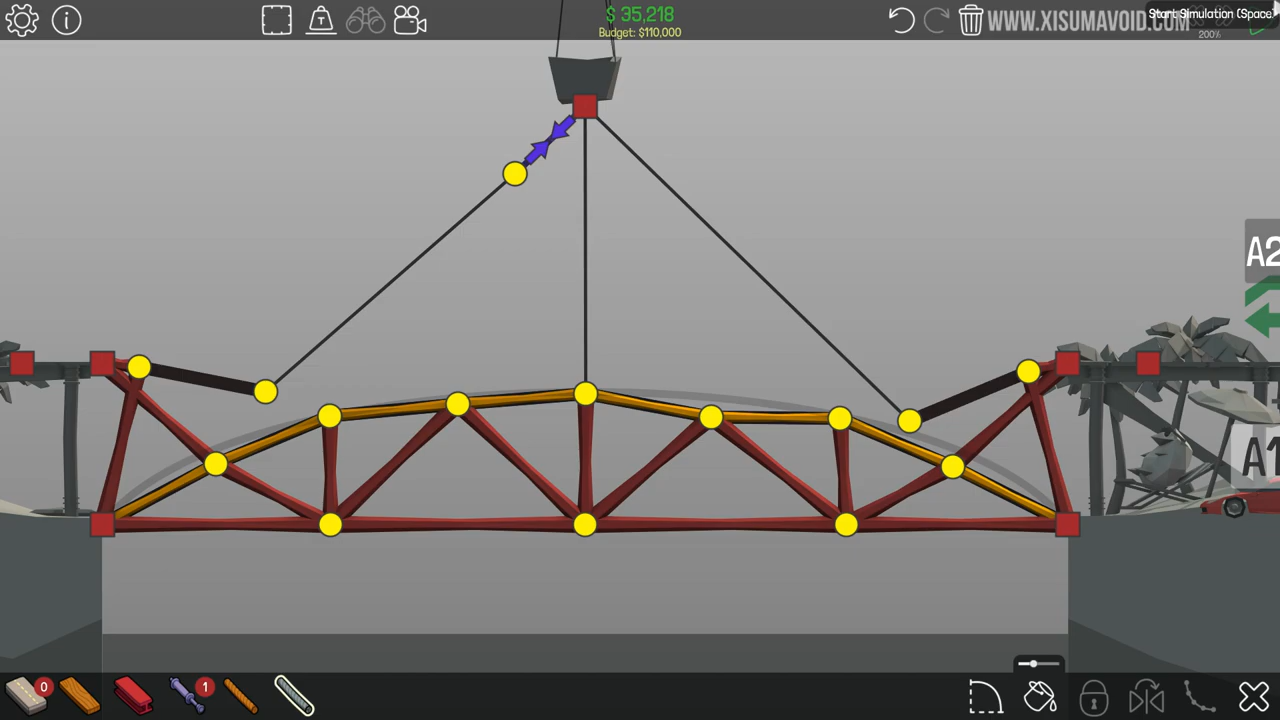 $ 35,218
Budget: $110,000
WWW.XISUMAVOID.COM
Start Simulation (Space
200%
A2
A1
0
1